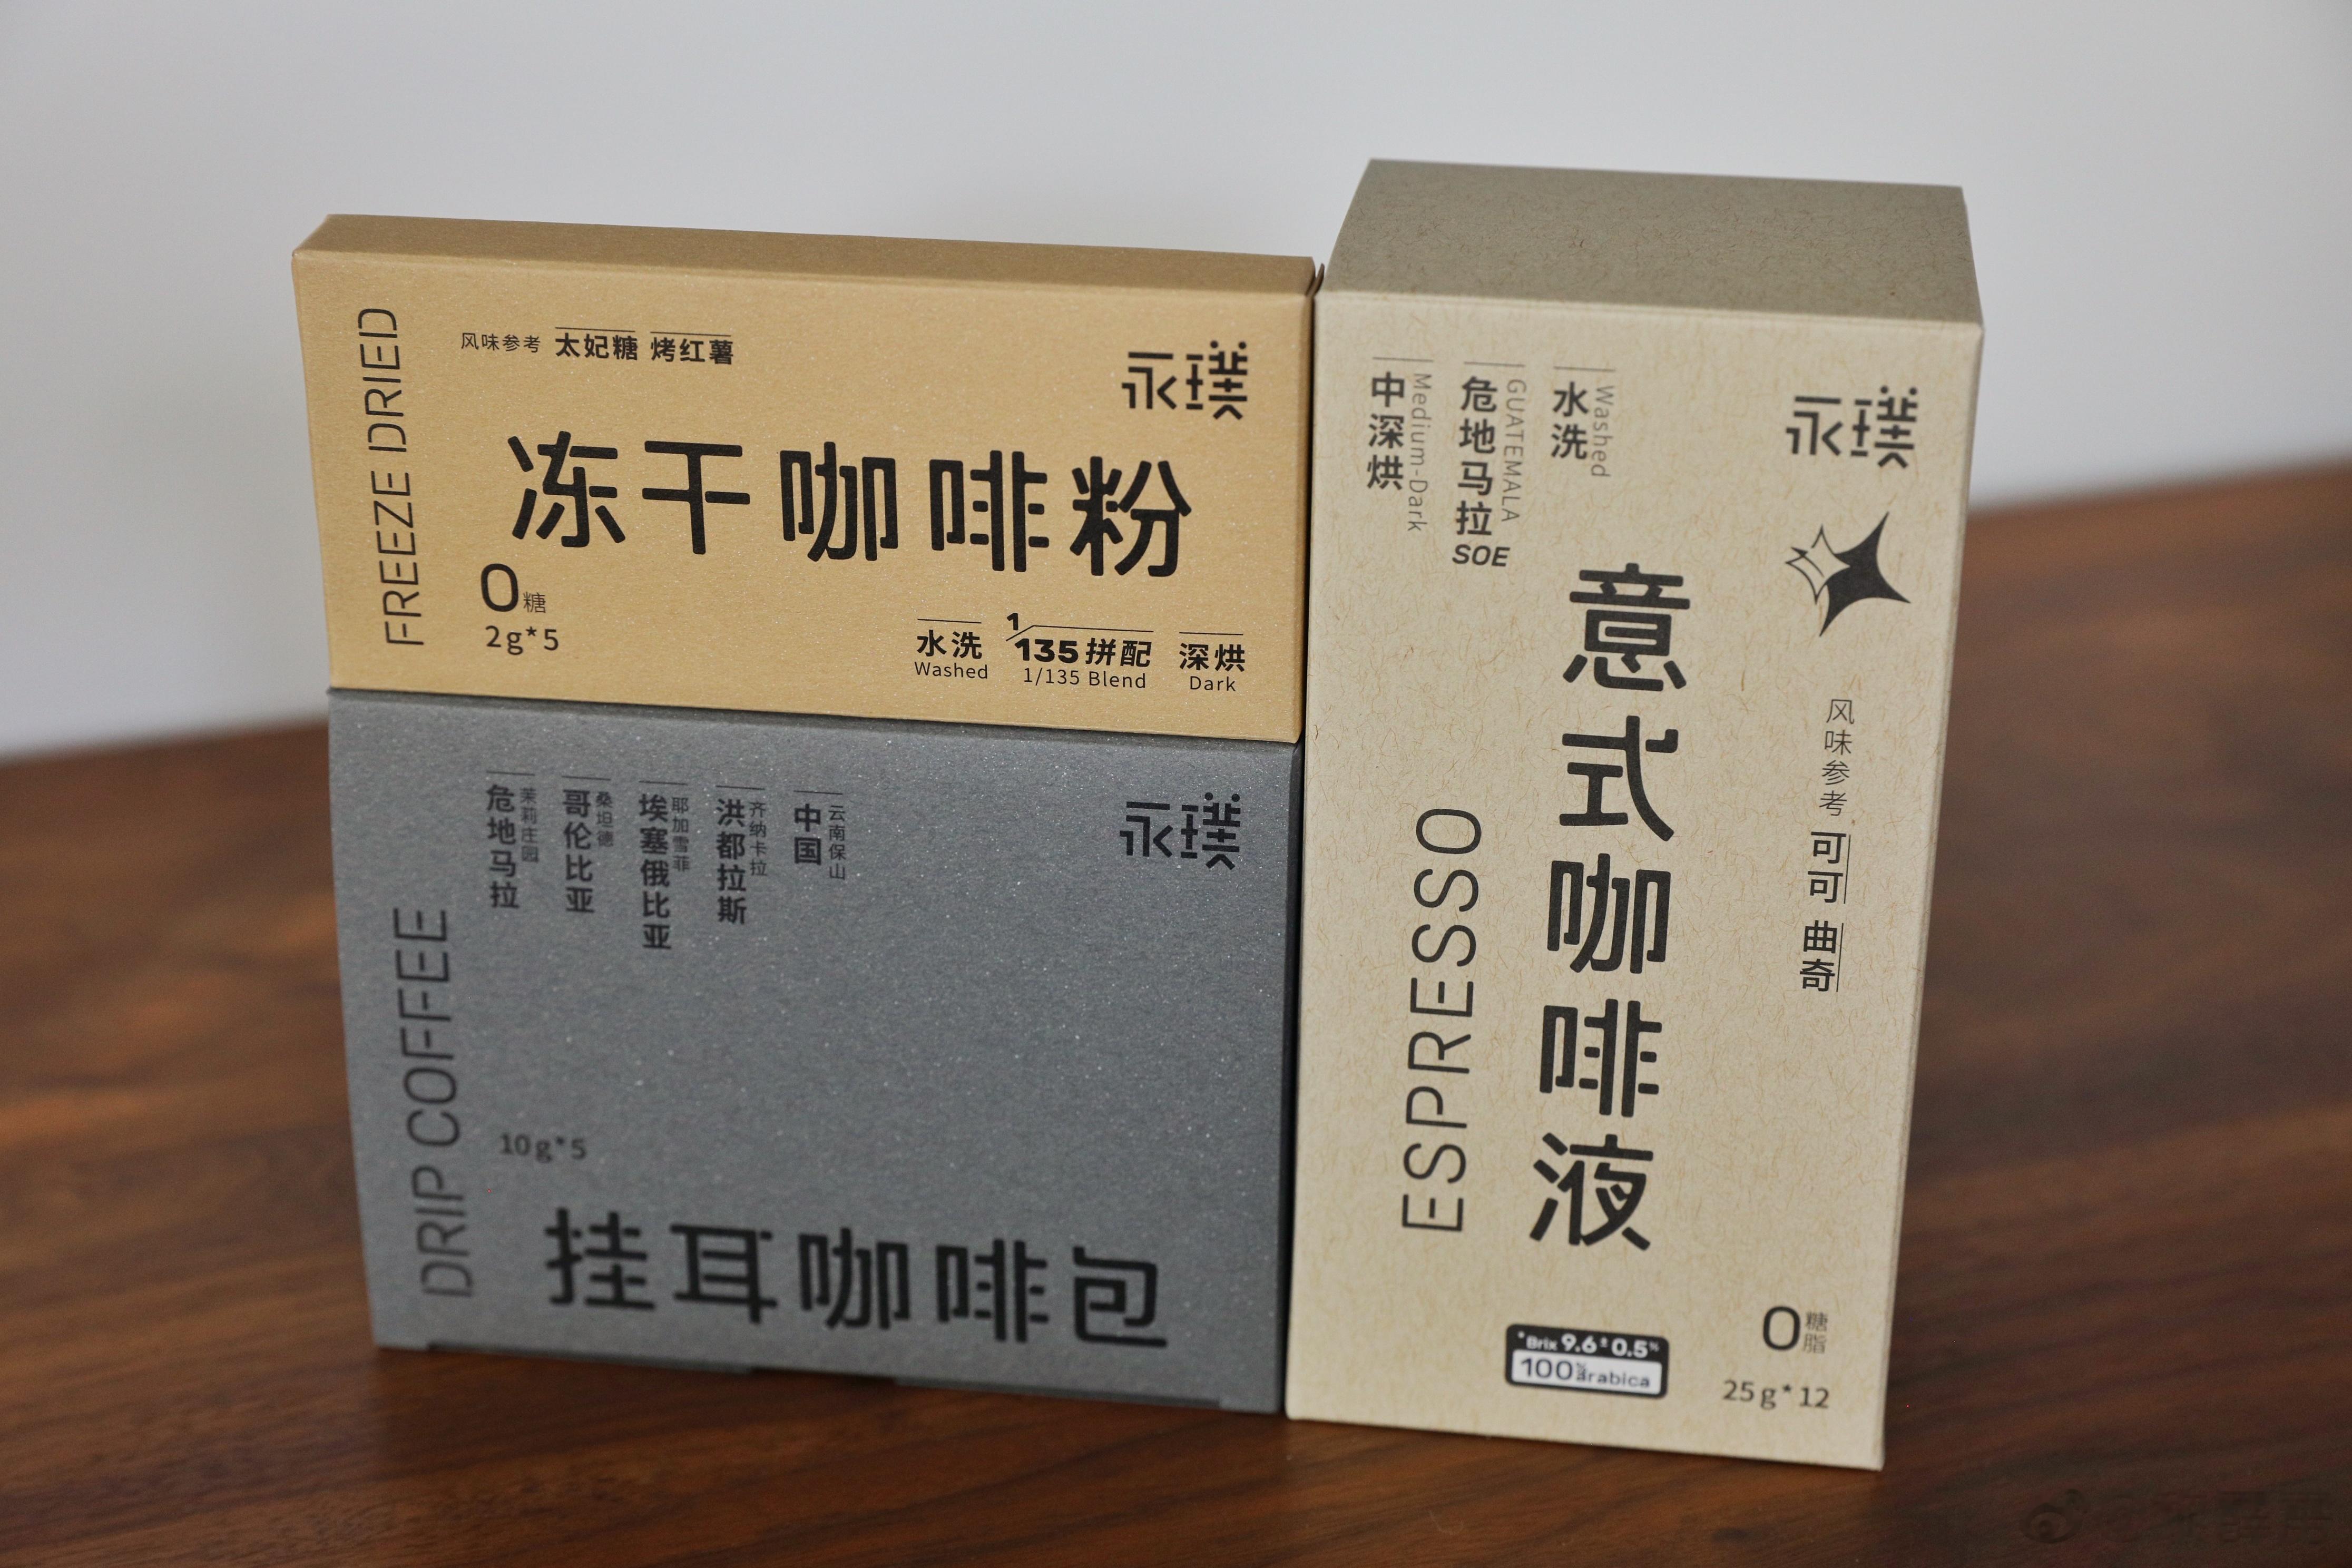 FREEZE DRIED
风味参考 太妃糖 烤红薯
永璞
冻干咖啡粉
0糖
2g*5
水洗 1/135拼配 深烘
Washed 1/135 Blend Dark
DRIP COFFEE
危地马拉 茉莉庄园
哥伦比亚 桑坦德
埃塞俄比亚 耶加雪菲
洪都拉斯 齐纳卡拉
中国 云南保山
永璞
10g*5
挂耳咖啡包
中深烘 Medium-Dark
危地马拉 GUATEMALA
SOE
水洗 Washed
永璞
意式咖啡液
ESPRESSO
风味参考 可可 曲奇
*Brix 9.6±0.5%
100%arabica
0糖脂
25g*12